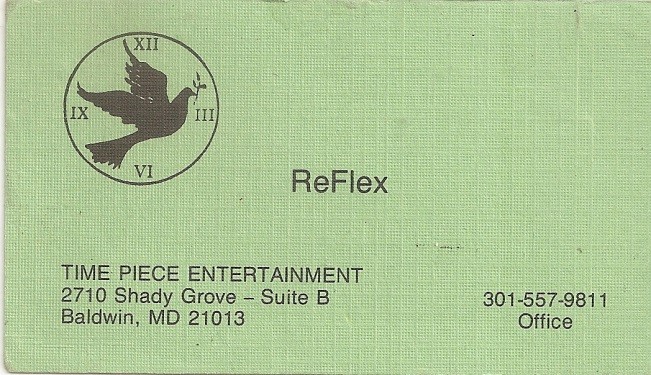 XII
IX
III
VI
ReFlex
TIME PIECE ENTERTAINMENT
2710 Shady Grove – Suite B
Baldwin, MD 21013
301-557-9811
Office